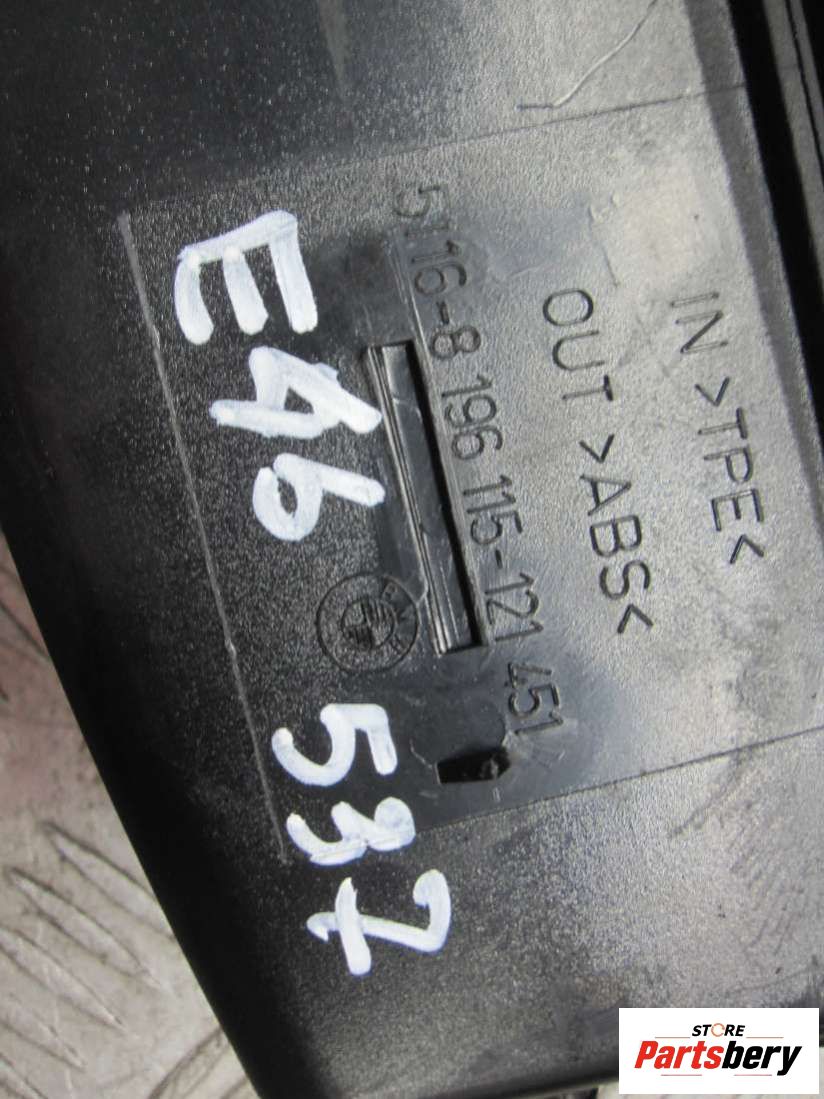 IN >TPE<
OUT >ABS<
5116-8 196 115-121 451
E46 537
STORE
Partsbery